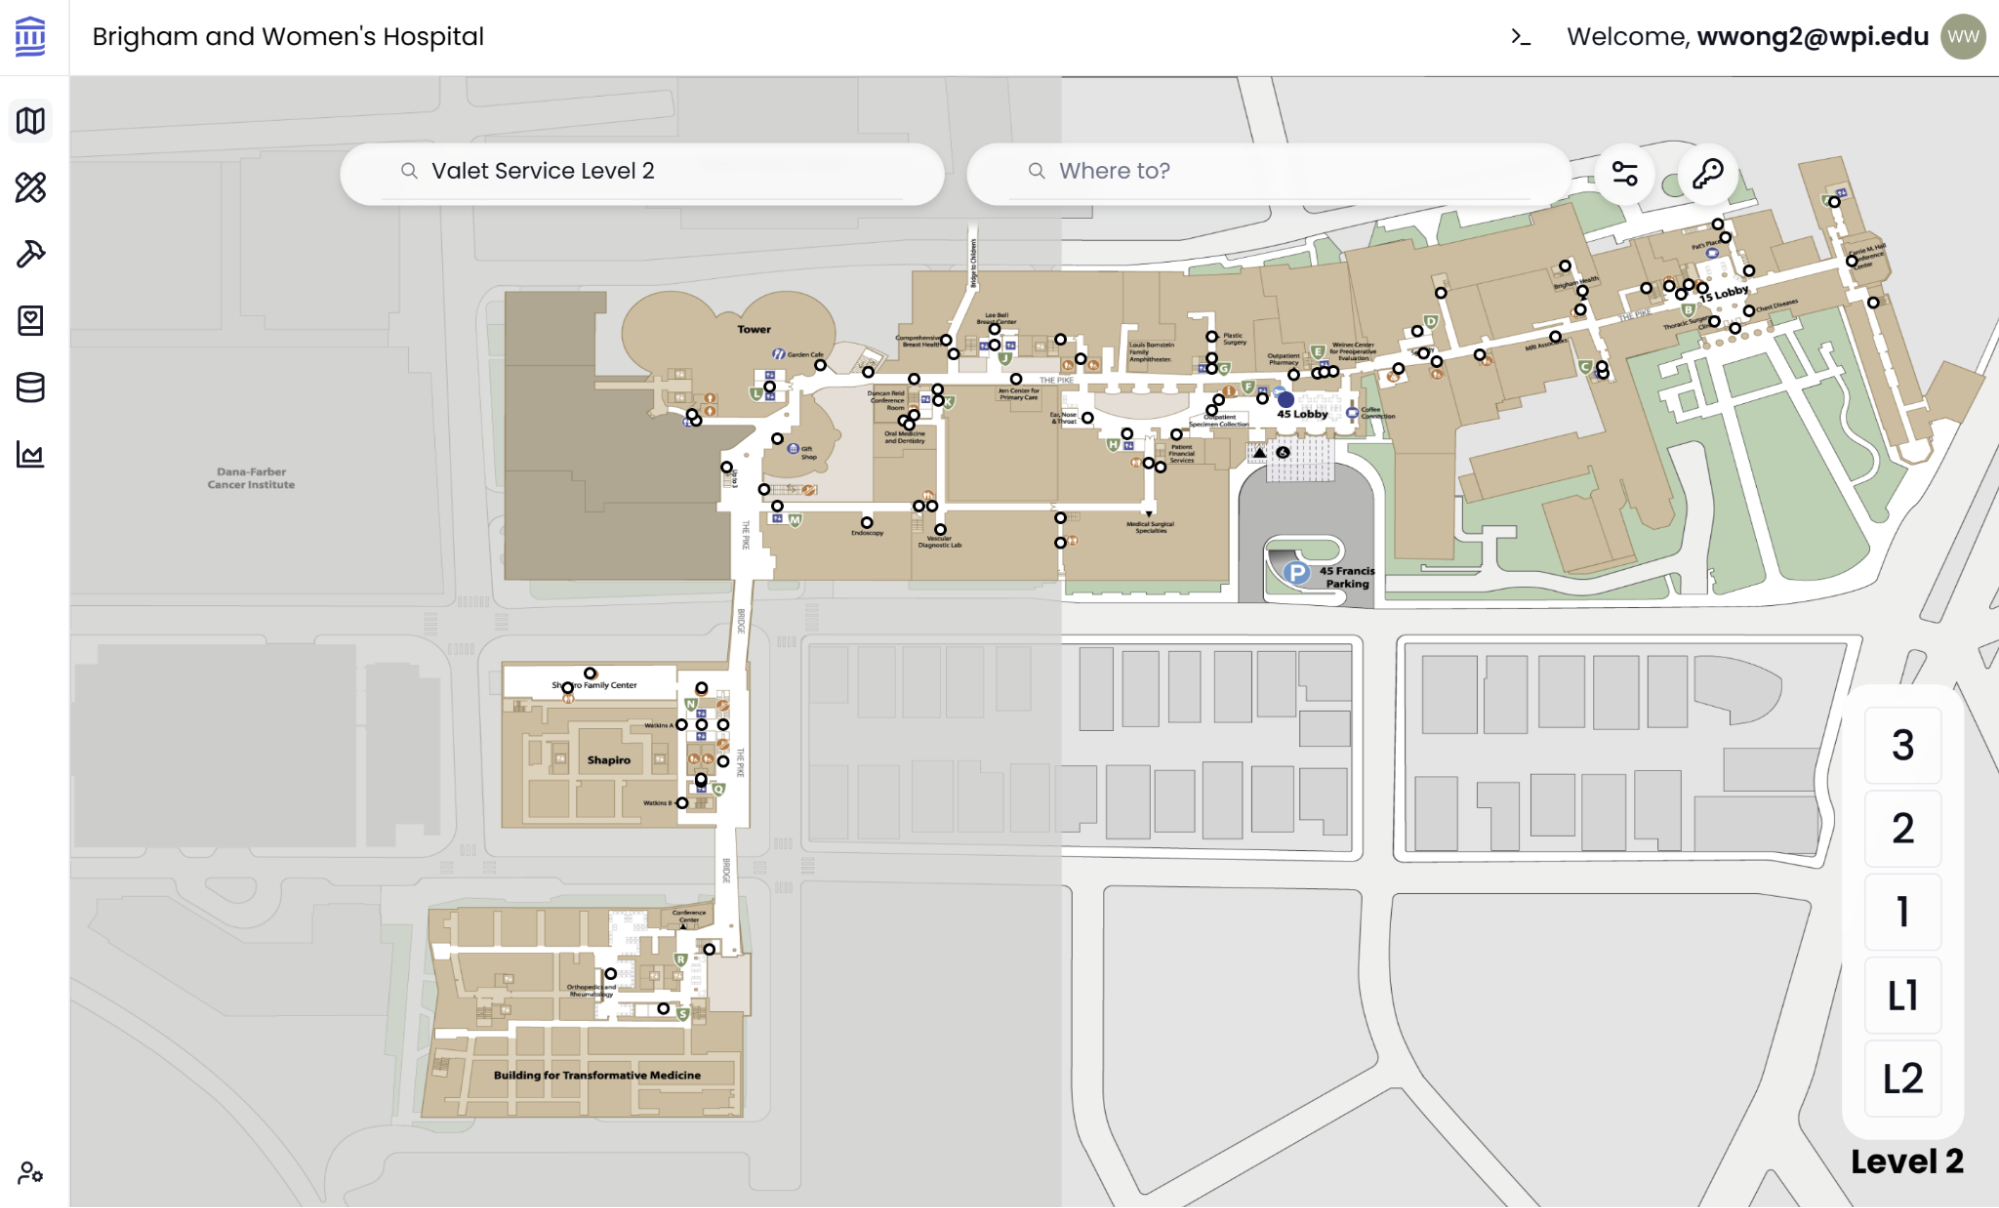 Brigham and Women's Hospital
Welcome, wwong2@wpi.edu
WW
Valet Service Level 2
Where to?
Bridge to Children's
Tower
Garden Cafe
Comprehensive
Breast Health
Lee Bell
Breast Center
J
Louis Bornstein
Family
Amphitheater
Plastic
Surgery
G
Outpatient
Pharmacy
E
Weiner Center
for Preoperative
Evaluation
D
Brigham Health
MRI Associates
C
THE PIKE
Pat's Place
15 Lobby
B
Thoracic Surgery
Clinic
Chest Diseases
Carrie M. Hall
Conference
Center
L
THE PIKE
Duncan Reid
Conference
Room
K
Jen Center for
Primary Care
Oral Medicine
and Dentistry
Ear, Nose
& Throat
H
F
Outpatient
Specimen Collection
45 Lobby
Coffee
Connection
Patient
Financial
Services
Gift
Shop
M
Endoscopy
Vascular
Diagnostic Lab
Medical Surgical
Specialties
THE PIKE
Dana-Farber
Cancer Institute
P
45 Francis
Parking
BRIDGE
Shapiro Family Center
N
Watkins A
Shapiro
THE PIKE
Q
Watkins B
BRIDGE
Conference
Center
R
Orthopedics and
Rheumatology
S
Building for Transformative Medicine
3
2
1
L1
L2
Level 2